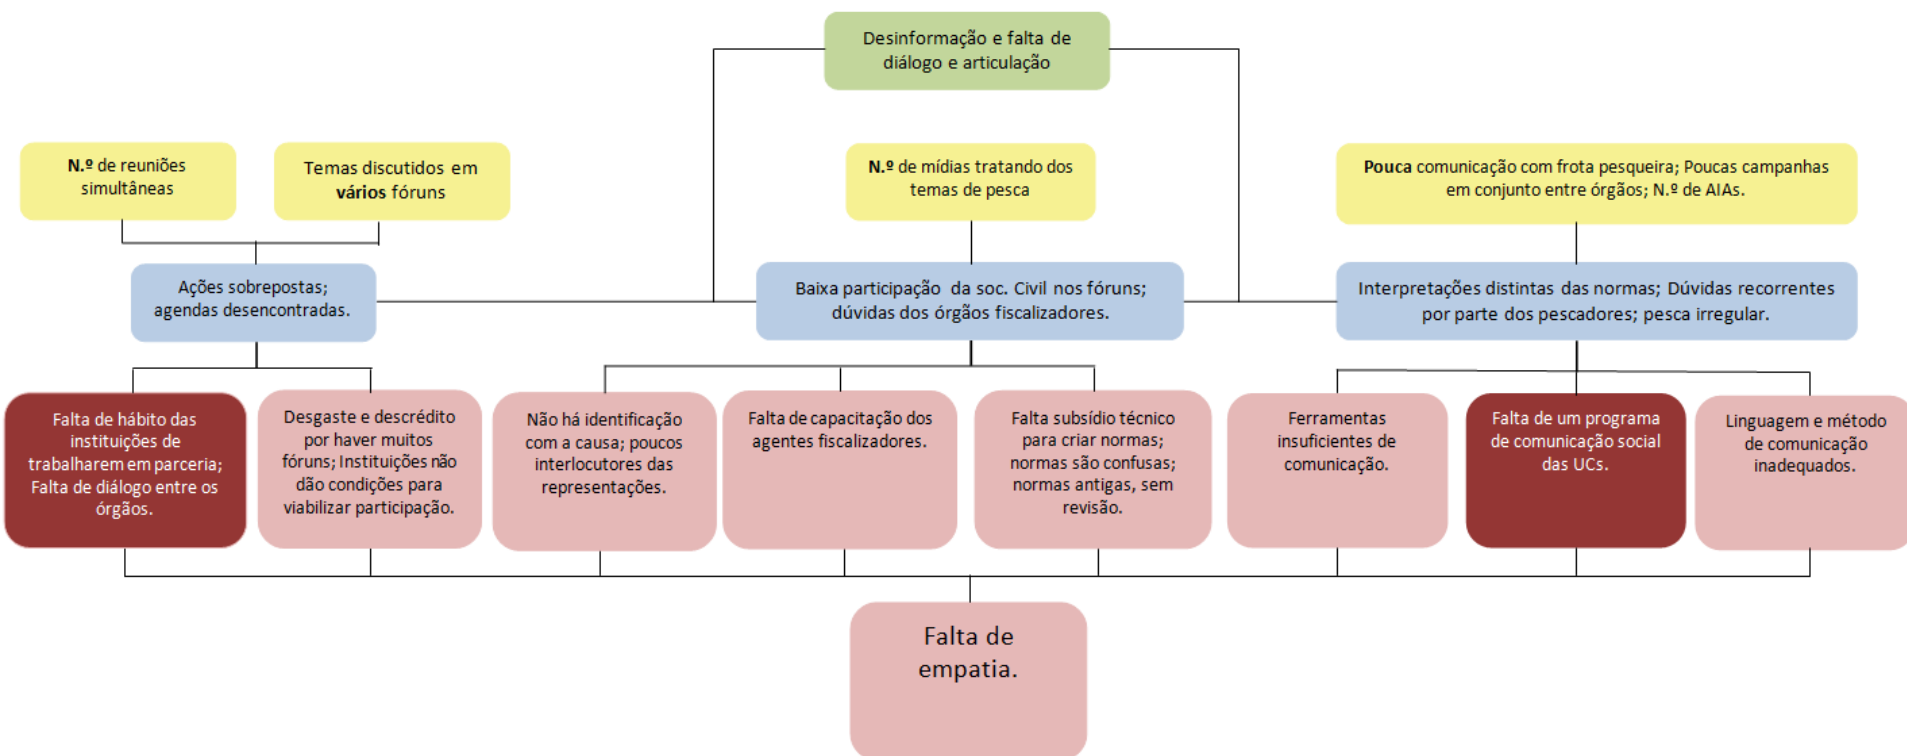 Desinformação e falta de
diálogo e articulação
N.º de reuniões
simultâneas
Temas discutidos em
vários fóruns
N.º de mídias tratando dos
temas de pesca
Pouca comunicação com frota pesqueira; Poucas campanhas
em conjunto entre órgãos; N.º de AIAs.
Ações sobrepostas;
agendas desencontradas.
Baixa participação da soc. Civil nos fóruns;
dúvidas dos órgãos fiscalizadores.
Interpretações distintas das normas; Dúvidas recorrentes
por parte dos pescadores; pesca irregular.
Falta de hábito das
instituições de
trabalharem em parceria;
Falta de diálogo entre os
órgãos.
Desgaste e descrédito
por haver muitos
fóruns; Instituições não
dão condições para
viabilizar participação.
Não há identificação
com a causa; poucos
interlocutores das
representações.
Falta de capacitação dos
agentes fiscalizadores.
Falta subsídio técnico
para criar normas;
normas são confusas;
normas antigas, sem
revisão.
Ferramentas
insuficientes de
comunicação.
Falta de um programa
de comunicação social
das UCs.
Linguagem e método
de comunicação
inadequados.
Falta de
empatia.